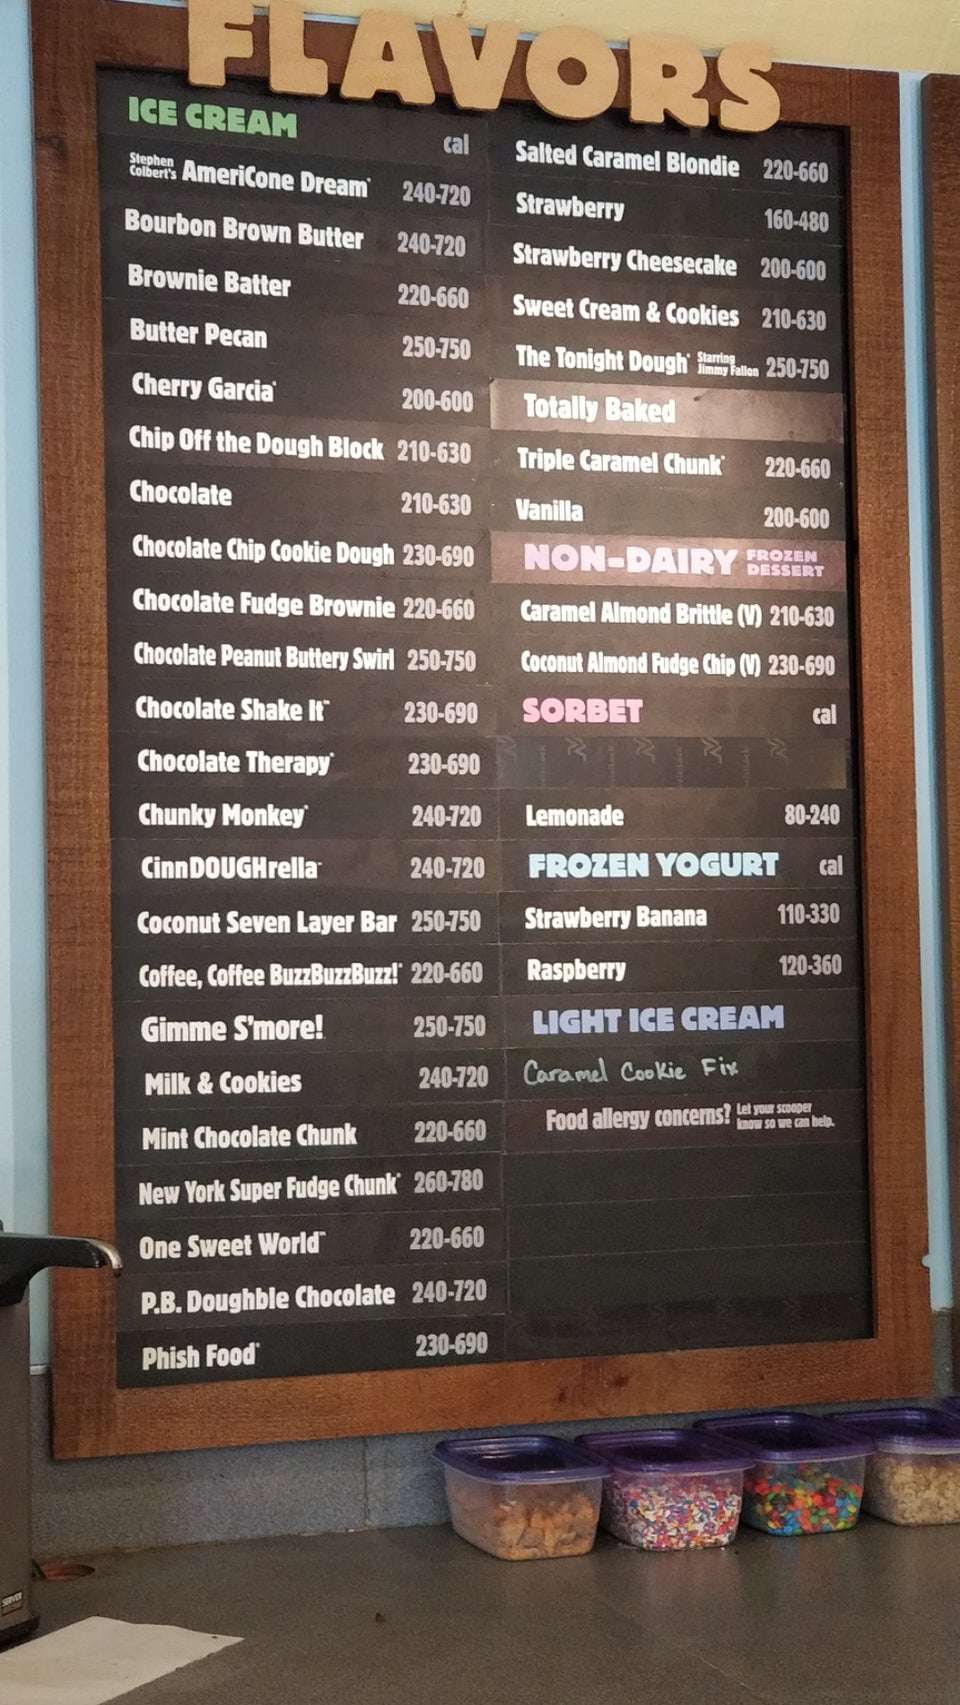 FLAVORS
ICE CREAM cal
Stephen Colbert's AmeriCone Dream® 240-720
Bourbon Brown Butter 240-720
Brownie Batter 220-660
Butter Pecan 250-750
Cherry Garcia® 200-600
Chip Off the Dough Block 210-630
Chocolate 210-630
Chocolate Chip Cookie Dough 230-690
Chocolate Fudge Brownie 220-660
Chocolate Peanut Buttery Swirl 250-750
Chocolate Shake It™ 230-690
Chocolate Therapy® 230-690
Chunky Monkey® 240-720
CinnDOUGHrella™ 240-720
Coconut Seven Layer Bar 250-750
Coffee, Coffee BuzzBuzzBuzz!® 220-660
Gimme S'more! 250-750
Milk & Cookies 240-720
Mint Chocolate Chunk 220-660
New York Super Fudge Chunk® 260-780
One Sweet World™ 220-660
P.B. Doughble Chocolate 240-720
Phish Food® 230-690
Salted Caramel Blondie 220-660
Strawberry 160-480
Strawberry Cheesecake 200-600
Sweet Cream & Cookies 210-630
The Tonight Dough® Starring Jimmy Fallon 250-750
Totally Baked
Triple Caramel Chunk® 220-660
Vanilla 200-600
NON-DAIRY FROZEN DESSERT
Caramel Almond Brittle (V) 210-630
Coconut Almond Fudge Chip (V) 230-690
SORBET cal
Lemonade 80-240
FROZEN YOGURT cal
Strawberry Banana 110-330
Raspberry 120-360
LIGHT ICE CREAM
Caramel Cookie Fix
Food allergy concerns? Let your scooper know so we can help.
SERVER